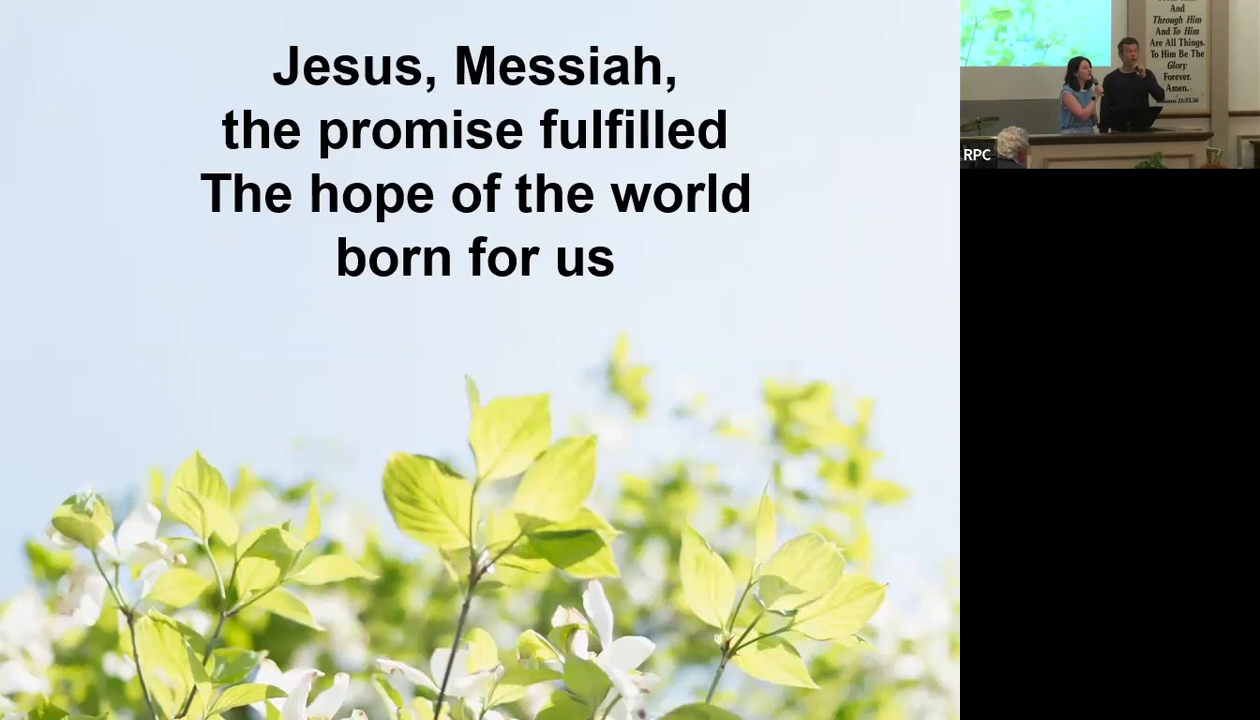 Jesus, Messiah,
the promise fulfilled
The hope of the world
born for us
And
Through Him
And To Him
Are All Things.
To Him Be The
Glory
Forever.
Amen.
RPC